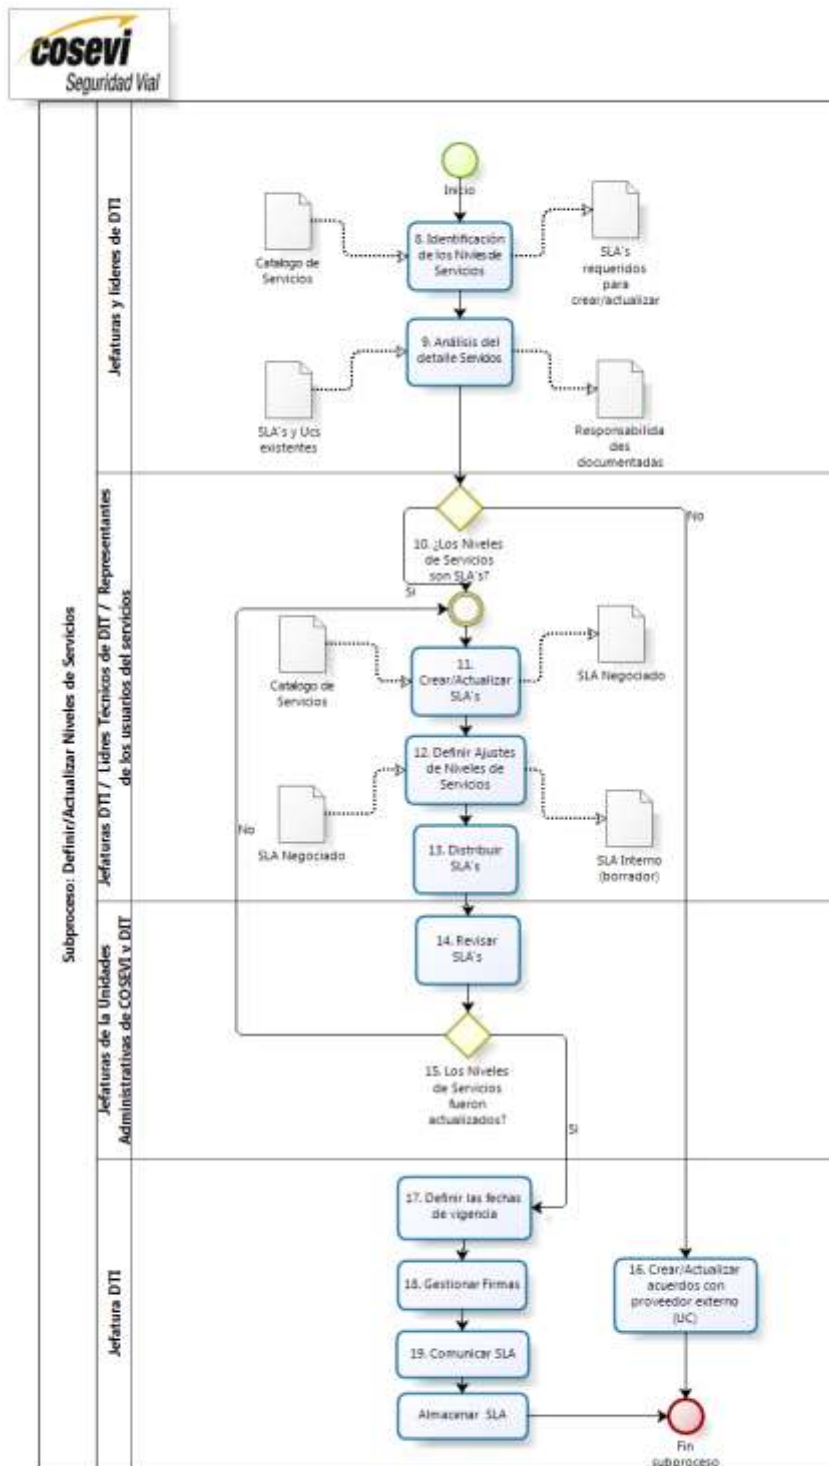 cosevi
Seguridad Vial
Subproceso: Definir/Actualizar Niveles de Servicios
Jefaturas y lideres de DTI
Inicio
Catalogo de
Servicios
8. Identificación
de los Nivles de
Servicios
SLA's
requeridos
para
crear/actualizar
9. Análisis del
detalle Servidos
SLA's y Ucs
existentes
Responsabilida
des
documentadas
Jefaturas DTI / Lidres Técnicos de DIT / Representantes
de los usuarios del servicios
10. ¿Los Niveles
de Servicios
son SLA's?
No
Si
Catalogo de
Servicios
11.
Crear/Actualizar
SLA's
SLA Negociado
12. Definir Ajustes
de Niveles de
Servicios
SLA Negociado
SLA Interno
(borrador)
No
13. Distribuir
SLA's
Jefaturas de la Unidades
Administrativas de COSEVI v DIT
14. Revisar
SLA's
15. Los Niveles
de Servicios
fueron
actualizados?
Si
Jefatura DTI
17. Definir las fechas
de vigencia
18. Gestionar Firmas
16. Crear/Actualizar
acuerdos con
proveedor externo
(UC)
19. Comunicar SLA
Almacenar SLA
Fin
subproceso